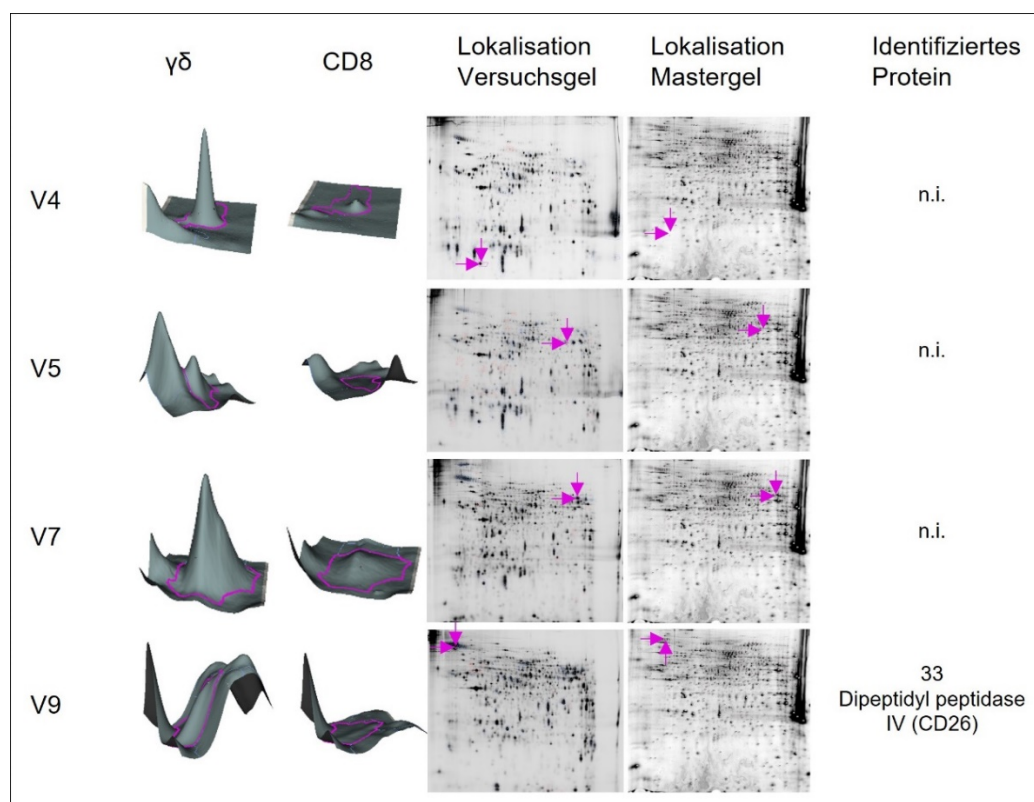 γδ
CD8
Lokalisation
Versuchsgel
Lokalisation
Mastergel
Identifiziertes
Protein
V4
n.i.
V5
n.i.
V7
n.i.
V9
33
Dipeptidyl peptidase
IV (CD26)